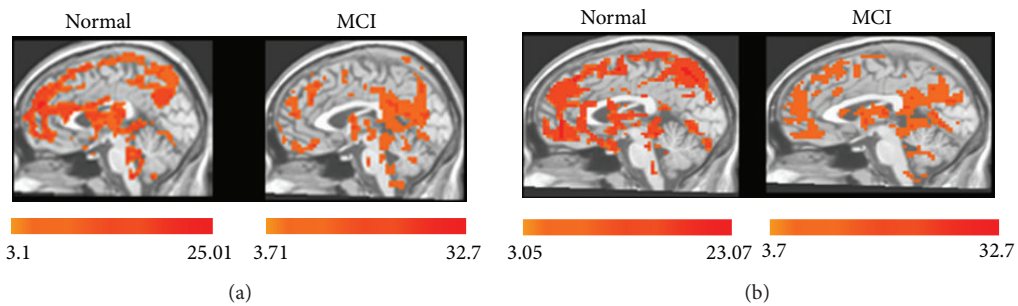 Normal MCI
3.1 25.01 3.71 32.7
(a)
Normal MCI
3.05 23.07 3.7 32.7
(b)